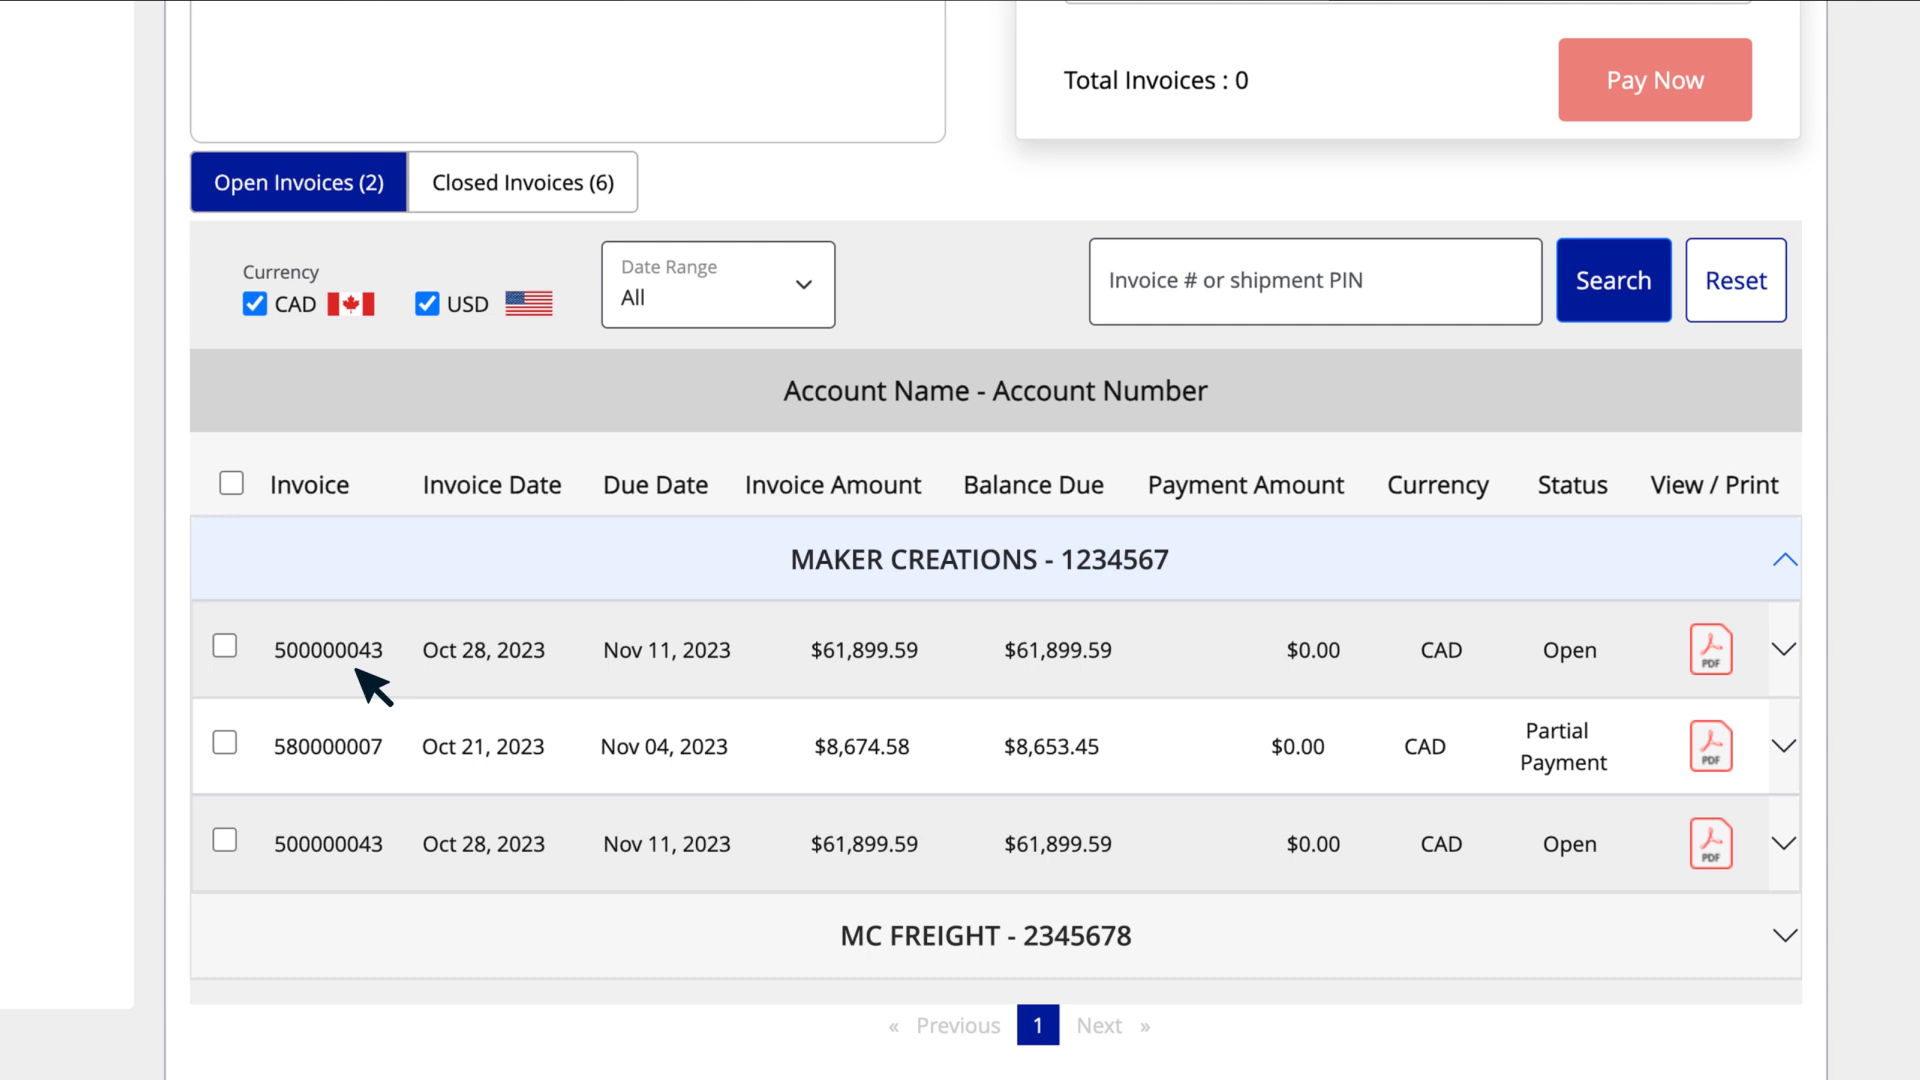 Total Invoices : 0
Pay Now
Open Invoices (2)
Closed Invoices (6)
Currency
CAD
USD
Date Range
All
Invoice # or shipment PIN
Search
Reset
Account Name - Account Number
Invoice Invoice Date Due Date Invoice Amount Balance Due Payment Amount Currency Status View / Print
MAKER CREATIONS - 1234567
500000043 Oct 28, 2023 Nov 11, 2023 $61,899.59 $61,899.59 $0.00 CAD Open PDF
580000007 Oct 21, 2023 Nov 04, 2023 $8,674.58 $8,653.45 $0.00 CAD Partial Payment PDF
500000043 Oct 28, 2023 Nov 11, 2023 $61,899.59 $61,899.59 $0.00 CAD Open PDF
MC FREIGHT - 2345678
« Previous 1 Next »